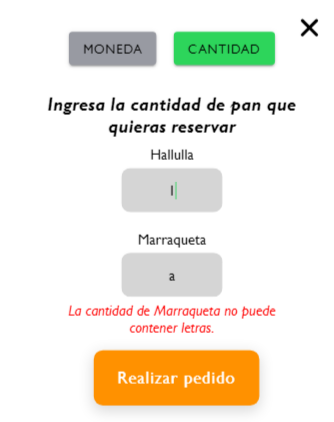 MONEDA CANTIDAD
Ingresa la cantidad de pan que
quieras reservar
Hallulla
l
Marraqueta
a
La cantidad de Marraqueta no puede
contener letras.
Realizar pedido